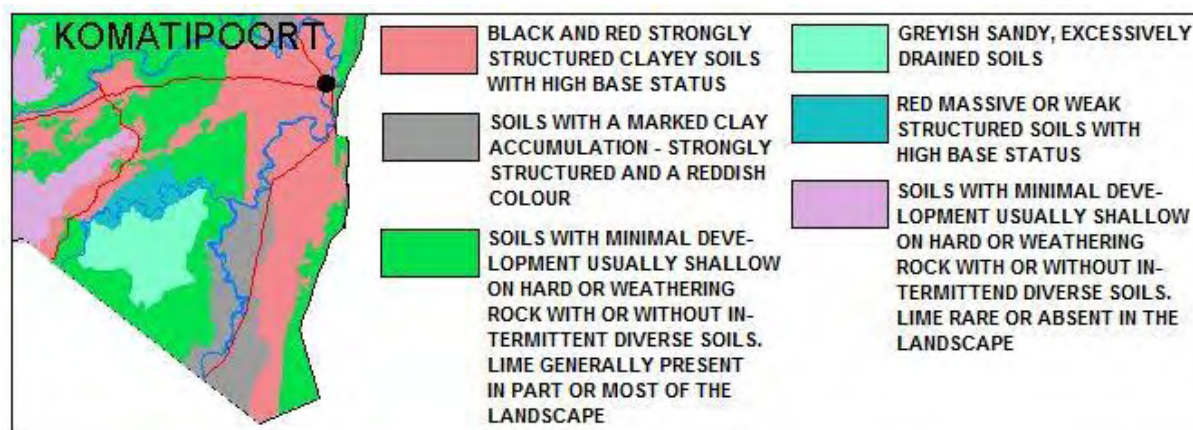 KOMATIPOORT
BLACK AND RED STRONGLY
STRUCTURED CLAYEY SOILS
WITH HIGH BASE STATUS
SOILS WITH A MARKED CLAY
ACCUMULATION - STRONGLY
STRUCTURED AND A REDDISH
COLOUR
SOILS WITH MINIMAL DEVE-
LOPMENT USUALLY SHALLOW
ON HARD OR WEATHERING
ROCK WITH OR WITHOUT IN-
TERMITTENT DIVERSE SOILS.
LIME GENERALLY PRESENT
IN PART OR MOST OF THE
LANDSCAPE
GREYISH SANDY, EXCESSIVELY
DRAINED SOILS
RED MASSIVE OR WEAK
STRUCTURED SOILS WITH
HIGH BASE STATUS
SOILS WITH MINIMAL DEVE-
LOPMENT USUALLY SHALLOW
ON HARD OR WEATHERING
ROCK WITH OR WITHOUT IN-
TERMITTEND DIVERSE SOILS.
LIME RARE OR ABSENT IN THE
LANDSCAPE